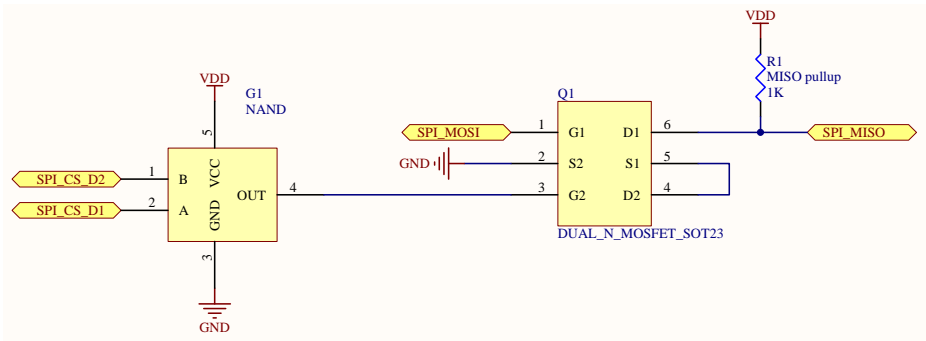 VDD
R1
MISO pullup
1K
VDD
G1
NAND
Q1
SPI_MOSI
1
G1
D1
6
SPI_MISO
5
GND
2
S2
S1
5
SPI_CS_D2
1
B
VCC
OUT
4
3
G2
D2
4
SPI_CS_D1
2
A
GND
DUAL_N_MOSFET_SOT23
3
GND